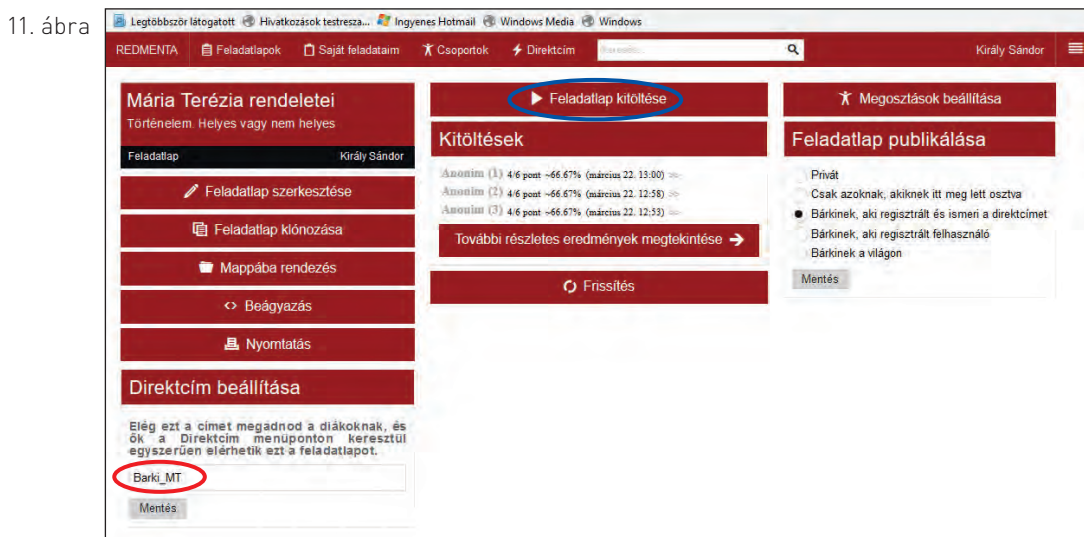 11. ábra
Legtöbbször látogatott Hivatkozások testresza... Ingyenes Hotmail Windows Media Windows
REDMENTA Feladatlapok Saját feladataim Csoportok Direktcím Király Sándor
Mária Terézia rendeletei
Történelem. Helyes vagy nem helyes
Feladatlap Király Sándor
Feladatlap szerkesztése
Feladatlap klónozása
Mappába rendezés
<> Beágyazás
Nyomtatás
Direktcím beállítása
Elég ezt a címet megadnod a diákoknak, és
ők a Direktcím menüponton keresztül
egyszerűen elérhetik ezt a feladatlapot.
Barki_MT
Mentés
Feladatlap kitöltése
Kitöltések
Anonim (1) 4/6 pont ~66.67% (március 22. 13:00)
Anonim (2) 4/6 pont ~66.67% (március 22. 12:58)
Anonim (3) 4/6 pont ~66.67% (március 22. 12:53)
További részletes eredmények megtekintése →
Frissítés
Megosztások beállítása
Feladatlap publikálása
Privát
Csak azoknak, akiknek itt meg lett osztva
Bárkinek, aki regisztrált és ismeri a direktcímet
Bárkinek, aki regisztrált felhasználó
Bárkinek a világon
Mentés